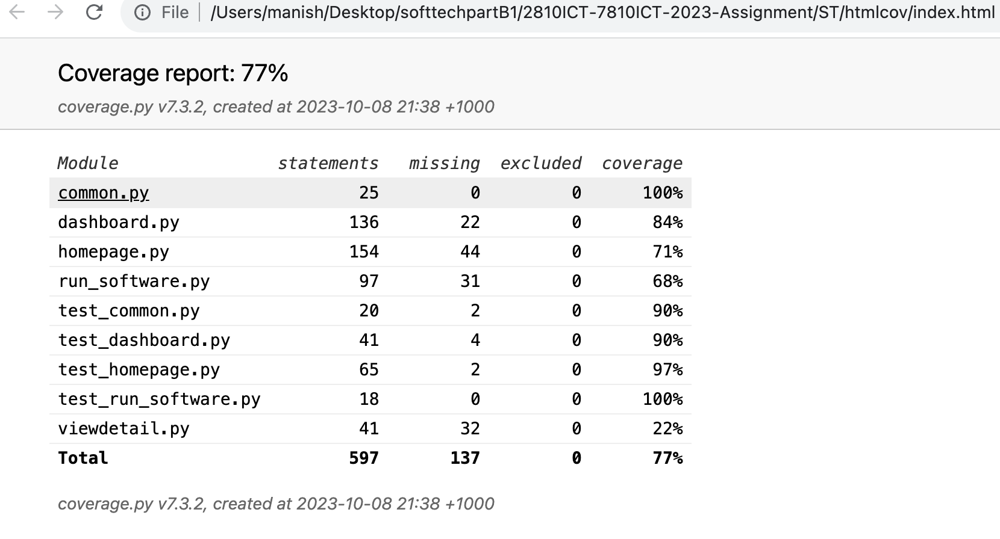 File /Users/manish/Desktop/softtechpartB1/2810ICT-7810ICT-2023-Assignment/ST/htmlcov/index.html
Coverage report: 77%
coverage.py v7.3.2, created at 2023-10-08 21:38 +1000
Module statements missing excluded coverage
common.py 25 0 0 100%
dashboard.py 136 22 0 84%
homepage.py 154 44 0 71%
run_software.py 97 31 0 68%
test_common.py 20 2 0 90%
test_dashboard.py 41 4 0 90%
test_homepage.py 65 2 0 97%
test_run_software.py 18 0 0 100%
viewdetail.py 41 32 0 22%
Total 597 137 0 77%
coverage.py v7.3.2, created at 2023-10-08 21:38 +1000